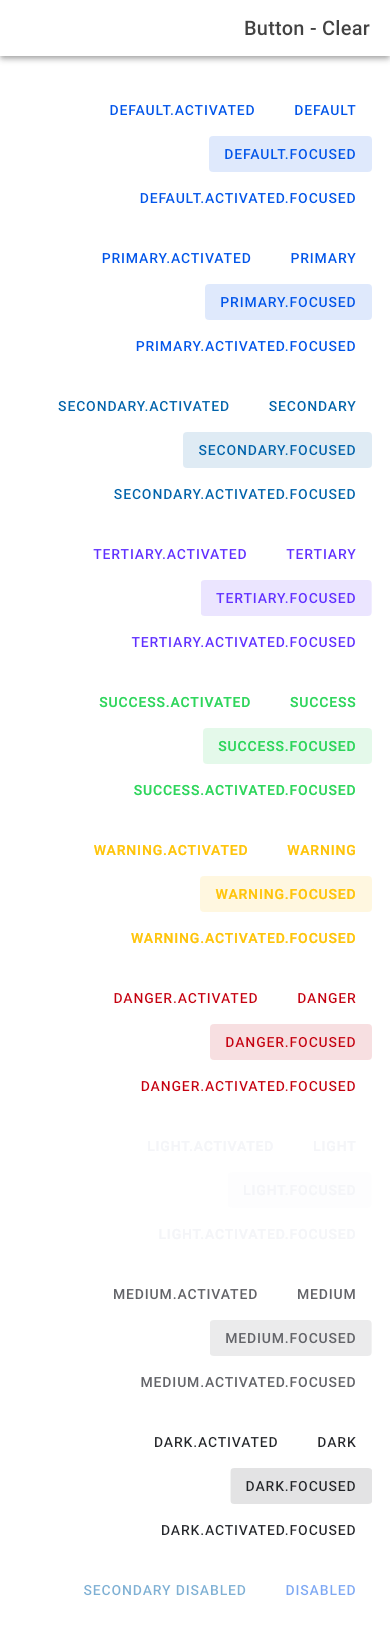 Button - Clear
DEFAULT.ACTIVATED DEFAULT
DEFAULT.FOCUSED
DEFAULT.ACTIVATED.FOCUSED
PRIMARY.ACTIVATED PRIMARY
PRIMARY.FOCUSED
PRIMARY.ACTIVATED.FOCUSED
SECONDARY.ACTIVATED SECONDARY
SECONDARY.FOCUSED
SECONDARY.ACTIVATED.FOCUSED
TERTIARY.ACTIVATED TERTIARY
TERTIARY.FOCUSED
TERTIARY.ACTIVATED.FOCUSED
SUCCESS.ACTIVATED SUCCESS
SUCCESS.FOCUSED
SUCCESS.ACTIVATED.FOCUSED
WARNING.ACTIVATED WARNING
WARNING.FOCUSED
WARNING.ACTIVATED.FOCUSED
DANGER.ACTIVATED DANGER
DANGER.FOCUSED
DANGER.ACTIVATED.FOCUSED
LIGHT.ACTIVATED LIGHT
LIGHT.FOCUSED
LIGHT.ACTIVATED.FOCUSED
MEDIUM.ACTIVATED MEDIUM
MEDIUM.FOCUSED
MEDIUM.ACTIVATED.FOCUSED
DARK.ACTIVATED DARK
DARK.FOCUSED
DARK.ACTIVATED.FOCUSED
SECONDARY DISABLED DISABLED